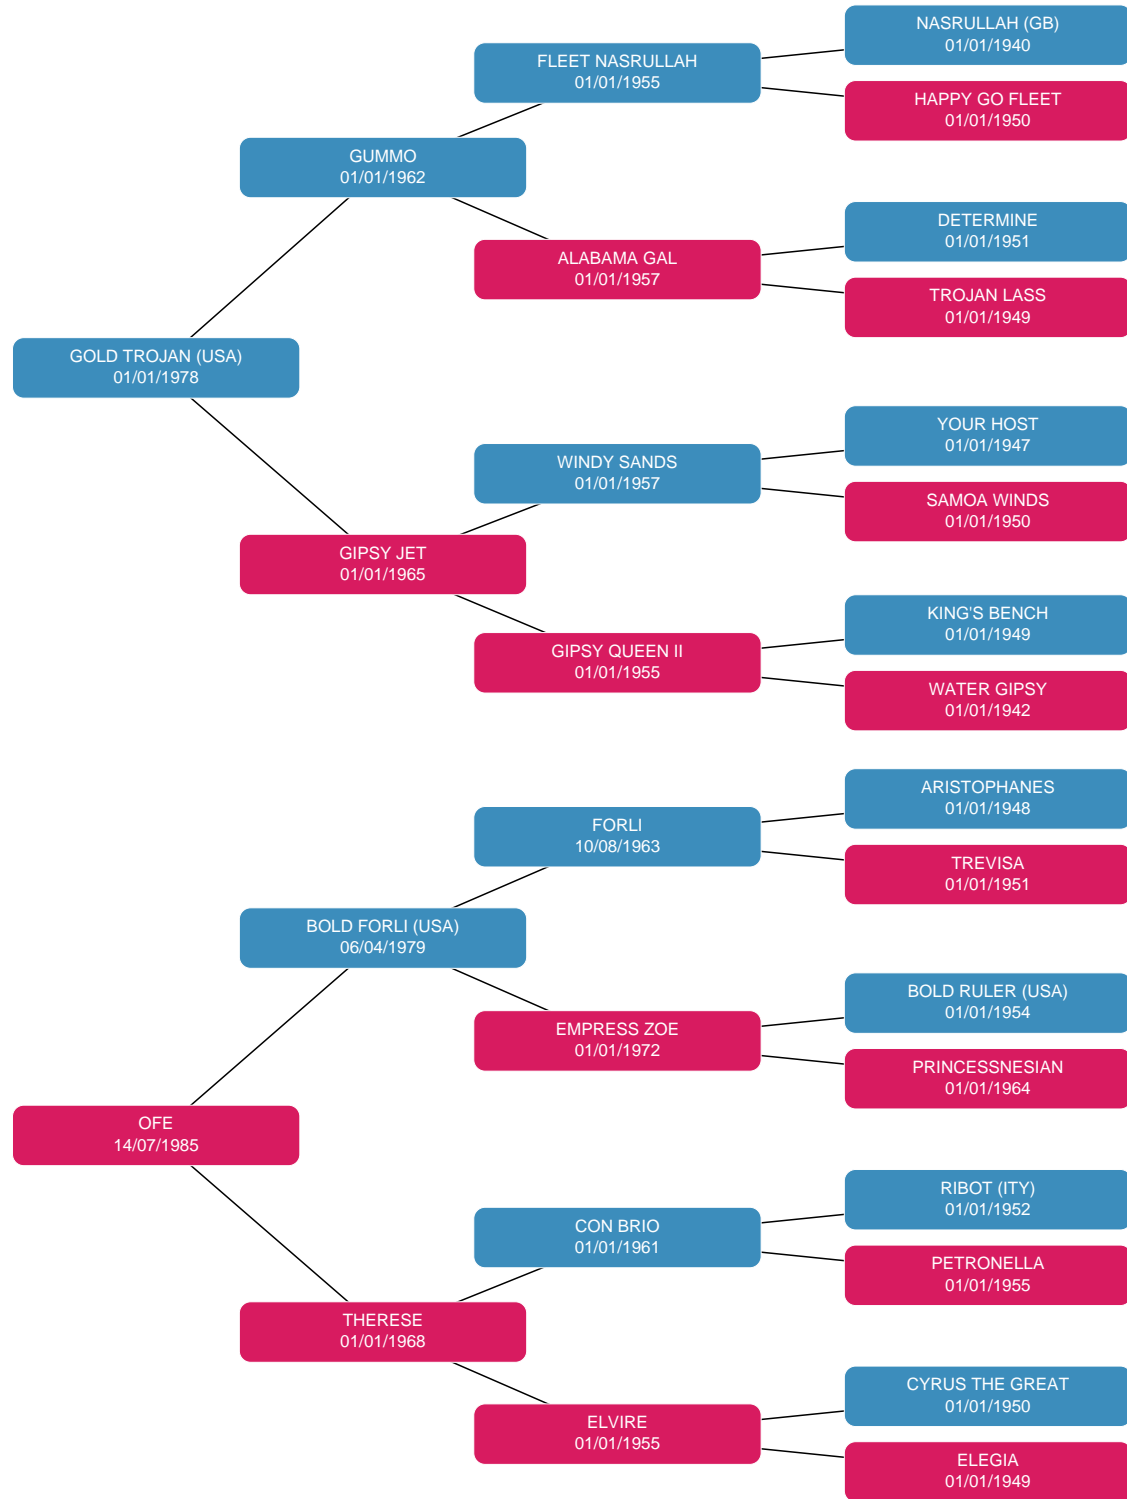 NASRULLAH (GB)
01/01/1940
FLEET NASRULLAH
01/01/1955
HAPPY GO FLEET
01/01/1950
GUMMO
01/01/1962
DETERMINE
01/01/1951
ALABAMA GAL
01/01/1957
TROJAN LASS
01/01/1949
GOLD TROJAN (USA)
01/01/1978
YOUR HOST
01/01/1947
WINDY SANDS
01/01/1957
SAMOA WINDS
01/01/1950
GIPSY JET
01/01/1965
KING'S BENCH
01/01/1949
GIPSY QUEEN II
01/01/1955
WATER GIPSY
01/01/1942
ARISTOPHANES
01/01/1948
FORLI
10/08/1963
TREVISA
01/01/1951
BOLD FORLI (USA)
06/04/1979
BOLD RULER (USA)
01/01/1954
EMPRESS ZOE
01/01/1972
PRINCESSNESIAN
01/01/1964
OFE
14/07/1985
RIBOT (ITY)
01/01/1952
CON BRIO
01/01/1961
PETRONELLA
01/01/1955
THERESE
01/01/1968
CYRUS THE GREAT
01/01/1950
ELVIRE
01/01/1955
ELEGIA
01/01/1949